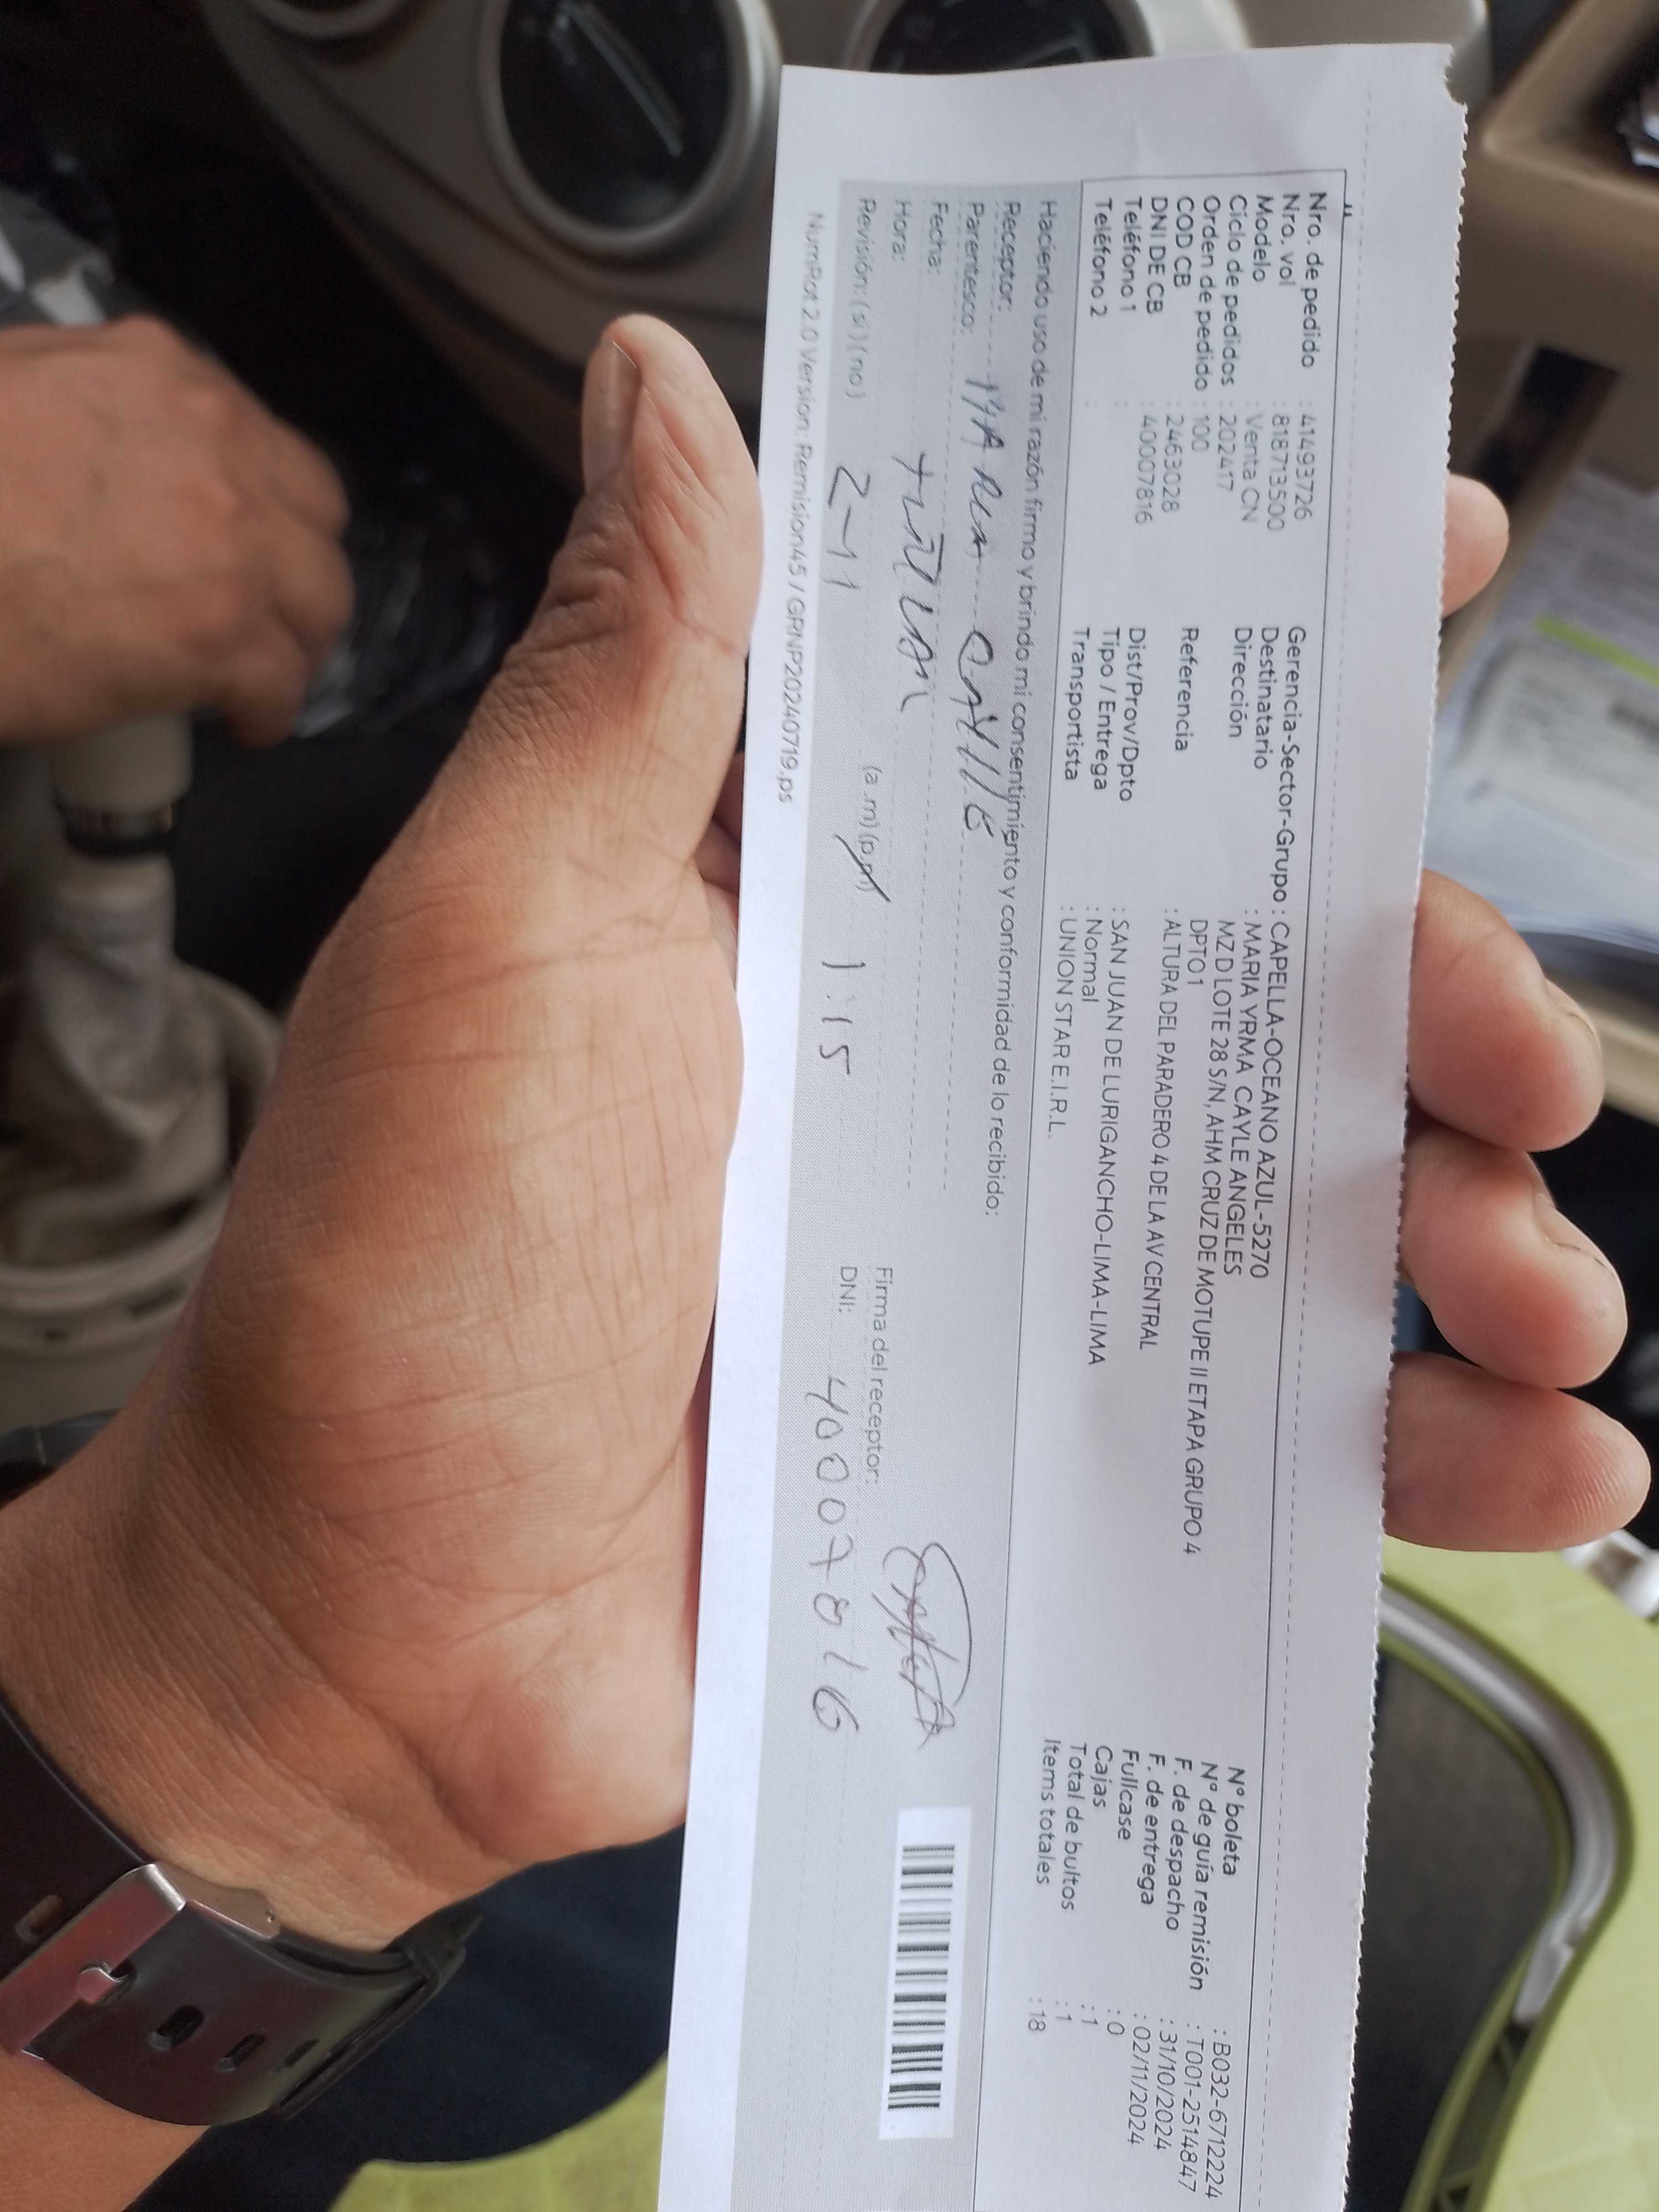 Nro. de pedido : 41493726
Nro. vol : 818713500
Modelo : Venta CN
Ciclo de pedidos : 202417
Orden de pedido : 100
COD CB : 2463028
DNI DE CB : 40007816
Teléfono 1 :
Teléfono 2 :
Gerencia-Sector-Grupo : CAPELLA-OCEANO AZUL-5270
Destinatario : MARIA YRMA CAYLE ANGELES
Dirección MZ D LOTE 28 S/N, AHM CRUZ DE MOTUPE II ETAPA GRUPO 4
DPTO 1
Referencia : ALTURA DEL PARADERO 4 DE LA AV CENTRAL
Dist/Prov/Dpto : SAN JUAN DE LURIGANCHO-LIMA-LIMA
Tipo / Entrega : Normal
Transportista : UNION STAR E.I.R.L.
N° boleta : B032-6712224
N° de guía remisión : T001-2514847
F. de despacho : 31/10/2024
F. de entrega : 02/11/2024
Fullcase : 0
Cajas : 1
Total de bultos : 1
Items totales : 18
Haciendo uso de mi razón firmo y brindo mi consentimiento y conformidad de lo recibido:
Receptor: MARIA CAYLLE
Parentesco: TITULAR
Fecha: 2-11
Hora: (a.m) (p.m) 1:15
Revisión: (si) (no)
Firma del receptor:
DNI: 40007816
NumRot 2.0 Version: Remision45 / GRNP20240719.ps